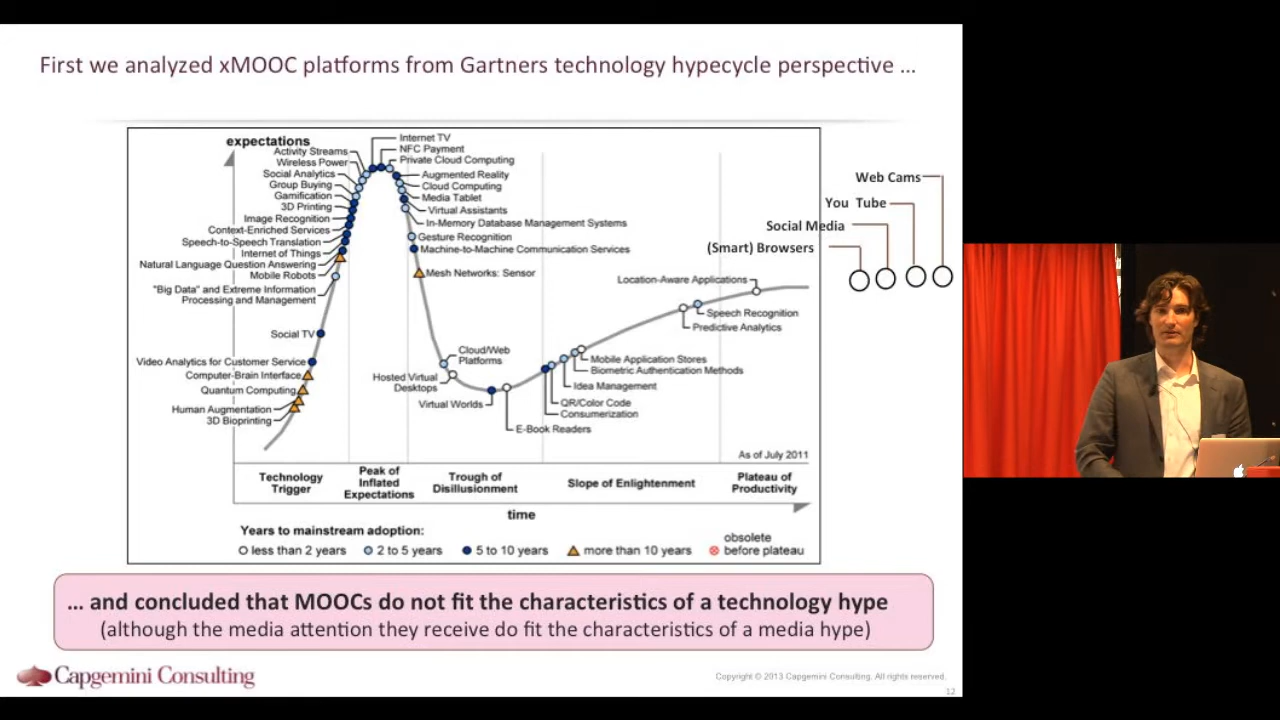 First we analyzed xMOOC platforms from Gartners technology hypecycle perspective ...
expectations
Internet TV
NFC Payment
Private Cloud Computing
Activity Streams
Wireless Power
Social Analytics
Group Buying
Gamification
3D Printing
Image Recognition
Context-Enriched Services
Speech-to-Speech Translation
Internet of Things
Natural Language Question Answering
Mobile Robots
"Big Data" and Extreme Information
Processing and Management
Social TV
Video Analytics for Customer Service
Computer-Brain Interface
Quantum Computing
Human Augmentation
3D Bioprinting
Augmented Reality
Cloud Computing
Media Tablet
Virtual Assistants
In-Memory Database Management Systems
Gesture Recognition
Machine-to-Machine Communication Services
Mesh Networks: Sensor
Cloud/Web
Platforms
Hosted Virtual
Desktops
Virtual Worlds
E-Book Readers
Location-Aware Applications
Speech Recognition
Predictive Analytics
Mobile Application Stores
Biometric Authentication Methods
Idea Management
QR/Color Code
Consumerization
Web Cams
You Tube
Social Media
(Smart) Browsers
As of July 2011
Technology
Trigger
Peak of
Inflated
Expectations
Trough of
Disillusionment
Slope of Enlightenment
Plateau of
Productivity
time
Years to mainstream adoption:
less than 2 years
2 to 5 years
5 to 10 years
more than 10 years
obsolete
before plateau
... and concluded that MOOCs do not fit the characteristics of a technology hype
(although the media attention they receive do fit the characteristics of a media hype)
Capgemini Consulting
Copyright © 2013 Capgemini Consulting. All rights reserved.
12